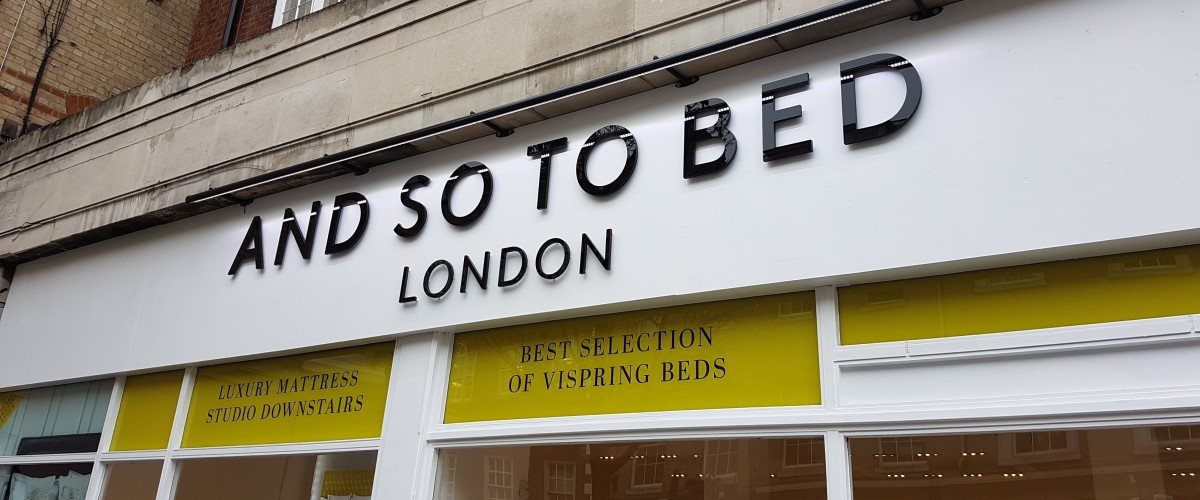 AND SO TO BED
LONDON
LUXURY MATTRESS
STUDIO DOWNSTAIRS
BEST SELECTION
OF VISPRING BEDS